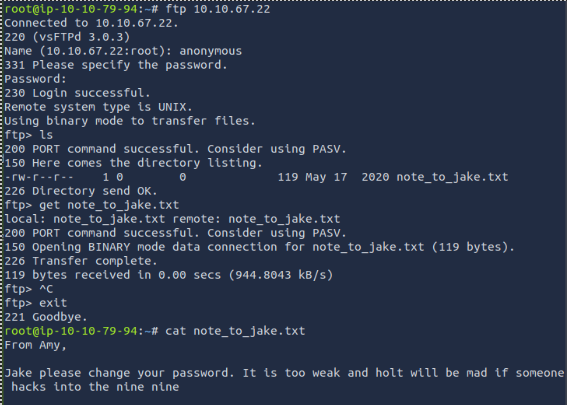 root@ip-10-10-79-94:~# ftp 10.10.67.22
Connected to 10.10.67.22.
220 (vsFTPd 3.0.3)
Name (10.10.67.22:root): anonymous
331 Please specify the password.
Password:
230 Login successful.
Remote system type is UNIX.
Using binary mode to transfer files.
ftp> ls
200 PORT command successful. Consider using PASV.
150 Here comes the directory listing.
-rw-r--r--    1 0        0             119 May 17  2020 note_to_jake.txt
226 Directory send OK.
ftp> get note_to_jake.txt
local: note_to_jake.txt remote: note_to_jake.txt
200 PORT command successful. Consider using PASV.
150 Opening BINARY mode data connection for note_to_jake.txt (119 bytes).
226 Transfer complete.
119 bytes received in 0.00 secs (944.8043 kB/s)
ftp> ^C
ftp> exit
221 Goodbye.
root@ip-10-10-79-94:~# cat note_to_jake.txt
From Amy,
Jake please change your password. It is too weak and holt will be mad if someone
 hacks into the nine nine